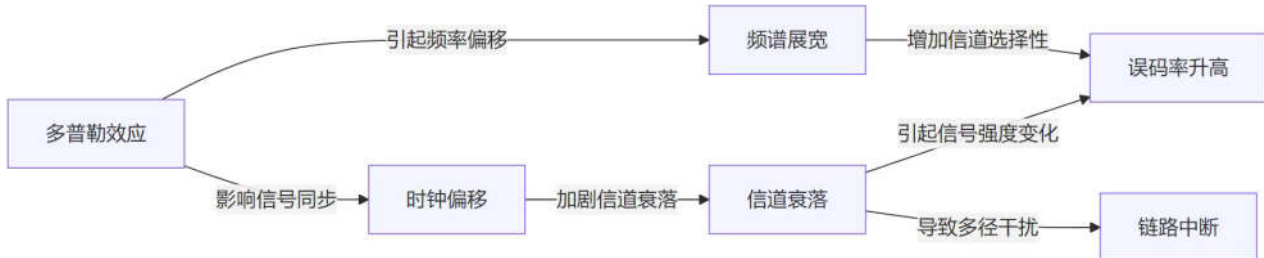 引起频率偏移
频谱展宽
增加信道选择性
误码率升高
多普勒效应
引起信号强度变化
影响信号同步
时钟偏移
加剧信道衰落
信道衰落
导致多径干扰
链路中断